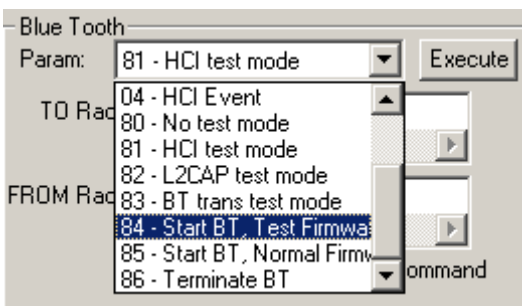 Blue Tooth
Param: 81 - HCI test mode Execute
04 - HCI Event
TO Rad
80 - No test mode
81 - HCI test mode
82 - L2CAP test mode
FROM Rad
83 - BT trans test mode
84 - Start BT, Test Firmwa
85 - Start BT, Normal Firmw
86 - Terminate BT
ommand